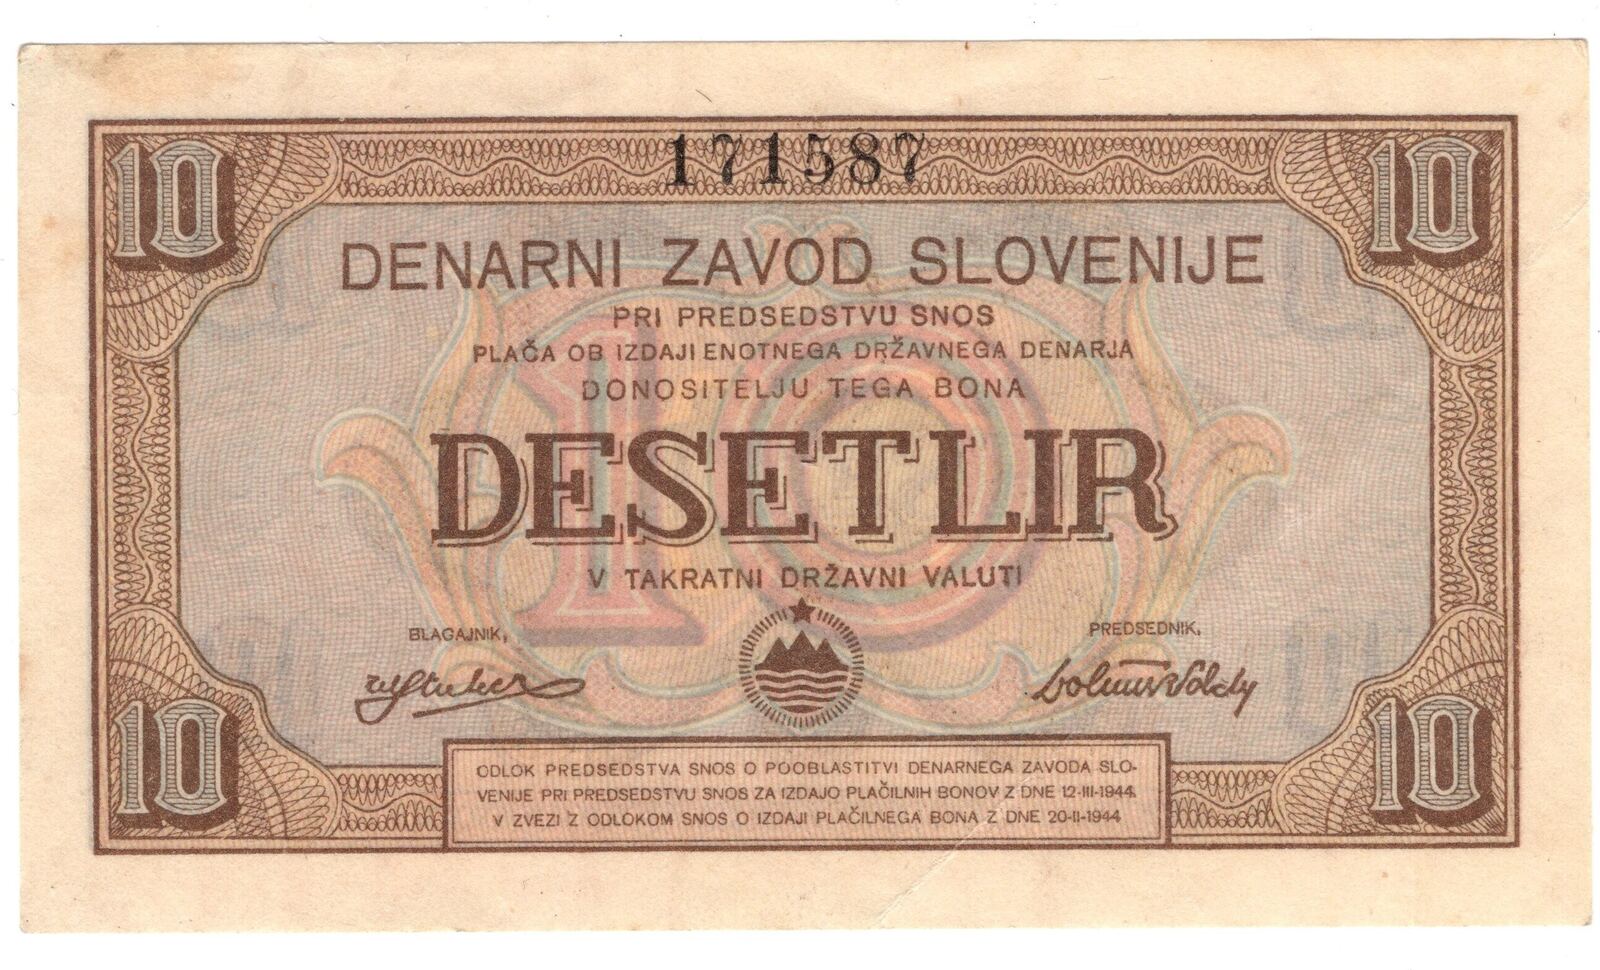 171587
10 10
DENARNI ZAVOD SLOVENIJE
PRI PREDSEDSTVU SNOS
PLAČA OB IZDAJI ENOTNEGA DRŽAVNEGA DENARJA
DONOSITELJU TEGA BONA
10
DESET LIR
V TAKRATNI DRŽAVNI VALUTI
BLAGAJNIK, PREDSEDNIK,
10 10
ODLOK PREDSEDSTVA SNOS O POOBLASTITVI DENARNEGA ZAVODA SLO-
VENIJE PRI PREDSEDSTVU SNOS ZA IZDAJO PLAČILNIH BONOV Z DNE 12-III-1944.
V ZVEZI Z ODLOKOM SNOS O IZDAJI PLAČILNEGA BONA Z DNE 20-II-1944